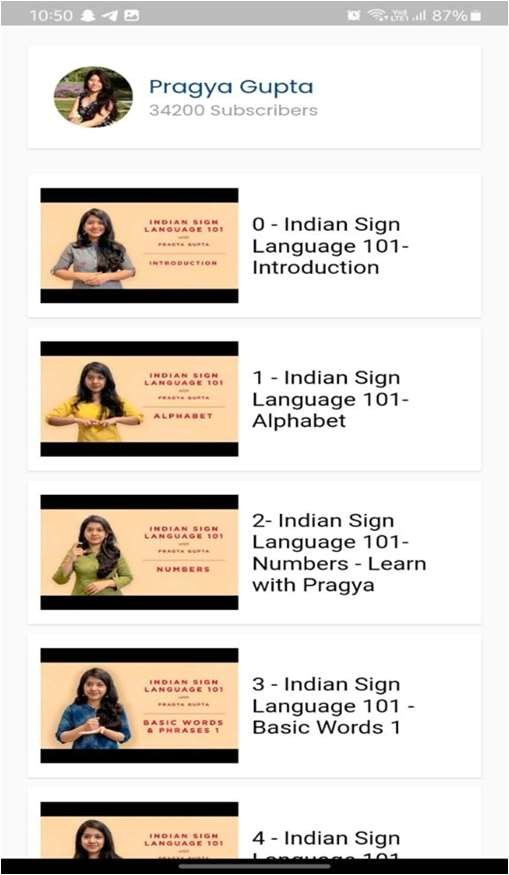 10:50
87%
Pragya Gupta
34200 Subscribers
INDIAN SIGN
LANGUAGE 101
with
PRAGYA GUPTA
INTRODUCTION
0 - Indian Sign
Language 101-
Introduction
INDIAN SIGN
LANGUAGE 101
with
PRAGYA GUPTA
ALPHABET
1 - Indian Sign
Language 101-
Alphabet
INDIAN SIGN
LANGUAGE 101
with
PRAGYA GUPTA
NUMBERS
2- Indian Sign
Language 101-
Numbers - Learn
with Pragya
INDIAN SIGN
LANGUAGE 101
with
PRAGYA GUPTA
BASIC WORDS
& PHRASES 1
3 - Indian Sign
Language 101 -
Basic Words 1
INDIAN SIGN
LANGUAGE 101
with
4 - Indian Sign
Language 101